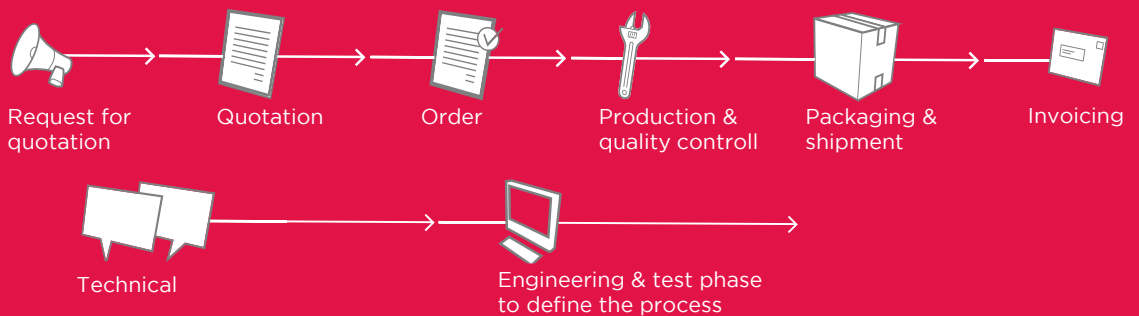 Request for
quotation
Quotation
Order
Production &
quality controll
Packaging &
shipment
Invoicing
Technical
Engineering & test phase
to define the process